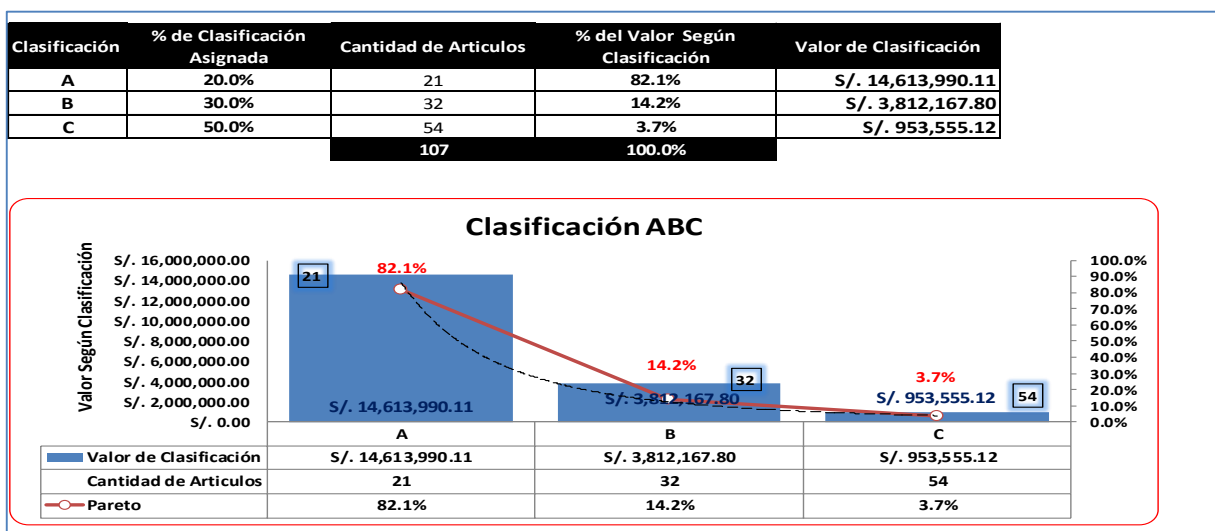 Clasificación % de Clasificación Asignada Cantidad de Articulos % del Valor Según Clasificación Valor de Clasificación
A 20.0% 21 82.1% S/. 14,613,990.11
B 30.0% 32 14.2% S/. 3,812,167.80
C 50.0% 54 3.7% S/. 953,555.12
107 100.0%
Clasificación ABC
Valor Según Clasificación
S/. 16,000,000.00
S/. 14,000,000.00
S/. 12,000,000.00
S/. 10,000,000.00
S/. 8,000,000.00
S/. 6,000,000.00
S/. 4,000,000.00
S/. 2,000,000.00
S/. 0.00
21
82.1%
S/. 14,613,990.11
14.2%
32
S/. 3,812,167.80
3.7%
S/. 953,555.12
54
100.0%
90.0%
80.0%
70.0%
60.0%
50.0%
40.0%
30.0%
20.0%
10.0%
0.0%
A B C
Valor de Clasificación S/. 14,613,990.11 S/. 3,812,167.80 S/. 953,555.12
Cantidad de Articulos 21 32 54
Pareto 82.1% 14.2% 3.7%